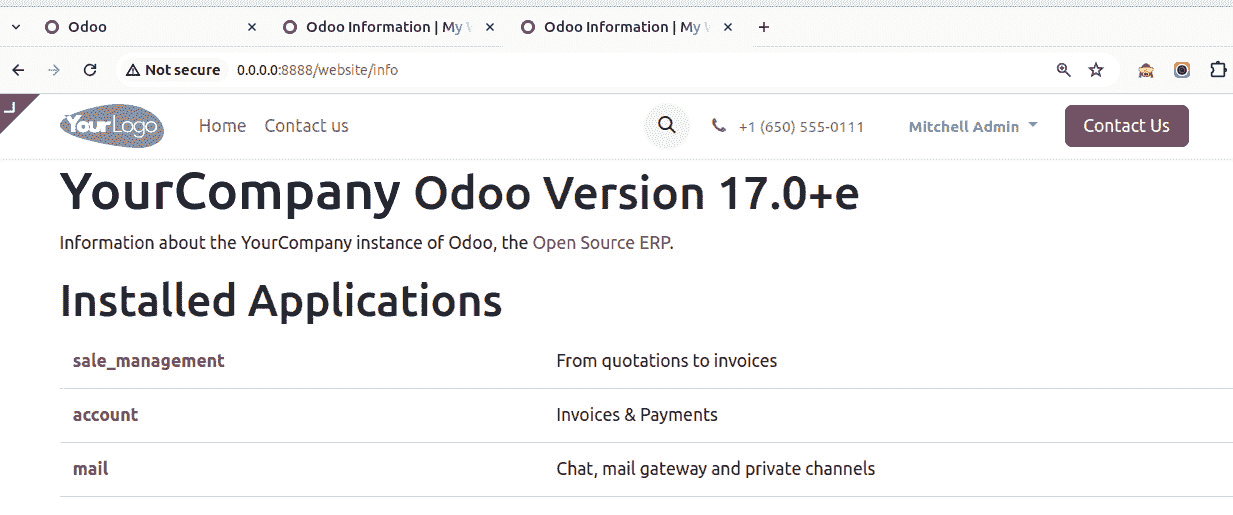 Odoo
Odoo Information | My
Odoo Information | My
Not secure 0.0.0.0:8888/website/info
YourLogo Home Contact us +1 (650) 555-0111 Mitchell Admin Contact Us
YourCompany Odoo Version 17.0+e
Information about the YourCompany instance of Odoo, the Open Source ERP.
Installed Applications
sale_management From quotations to invoices
account Invoices & Payments
mail Chat, mail gateway and private channels